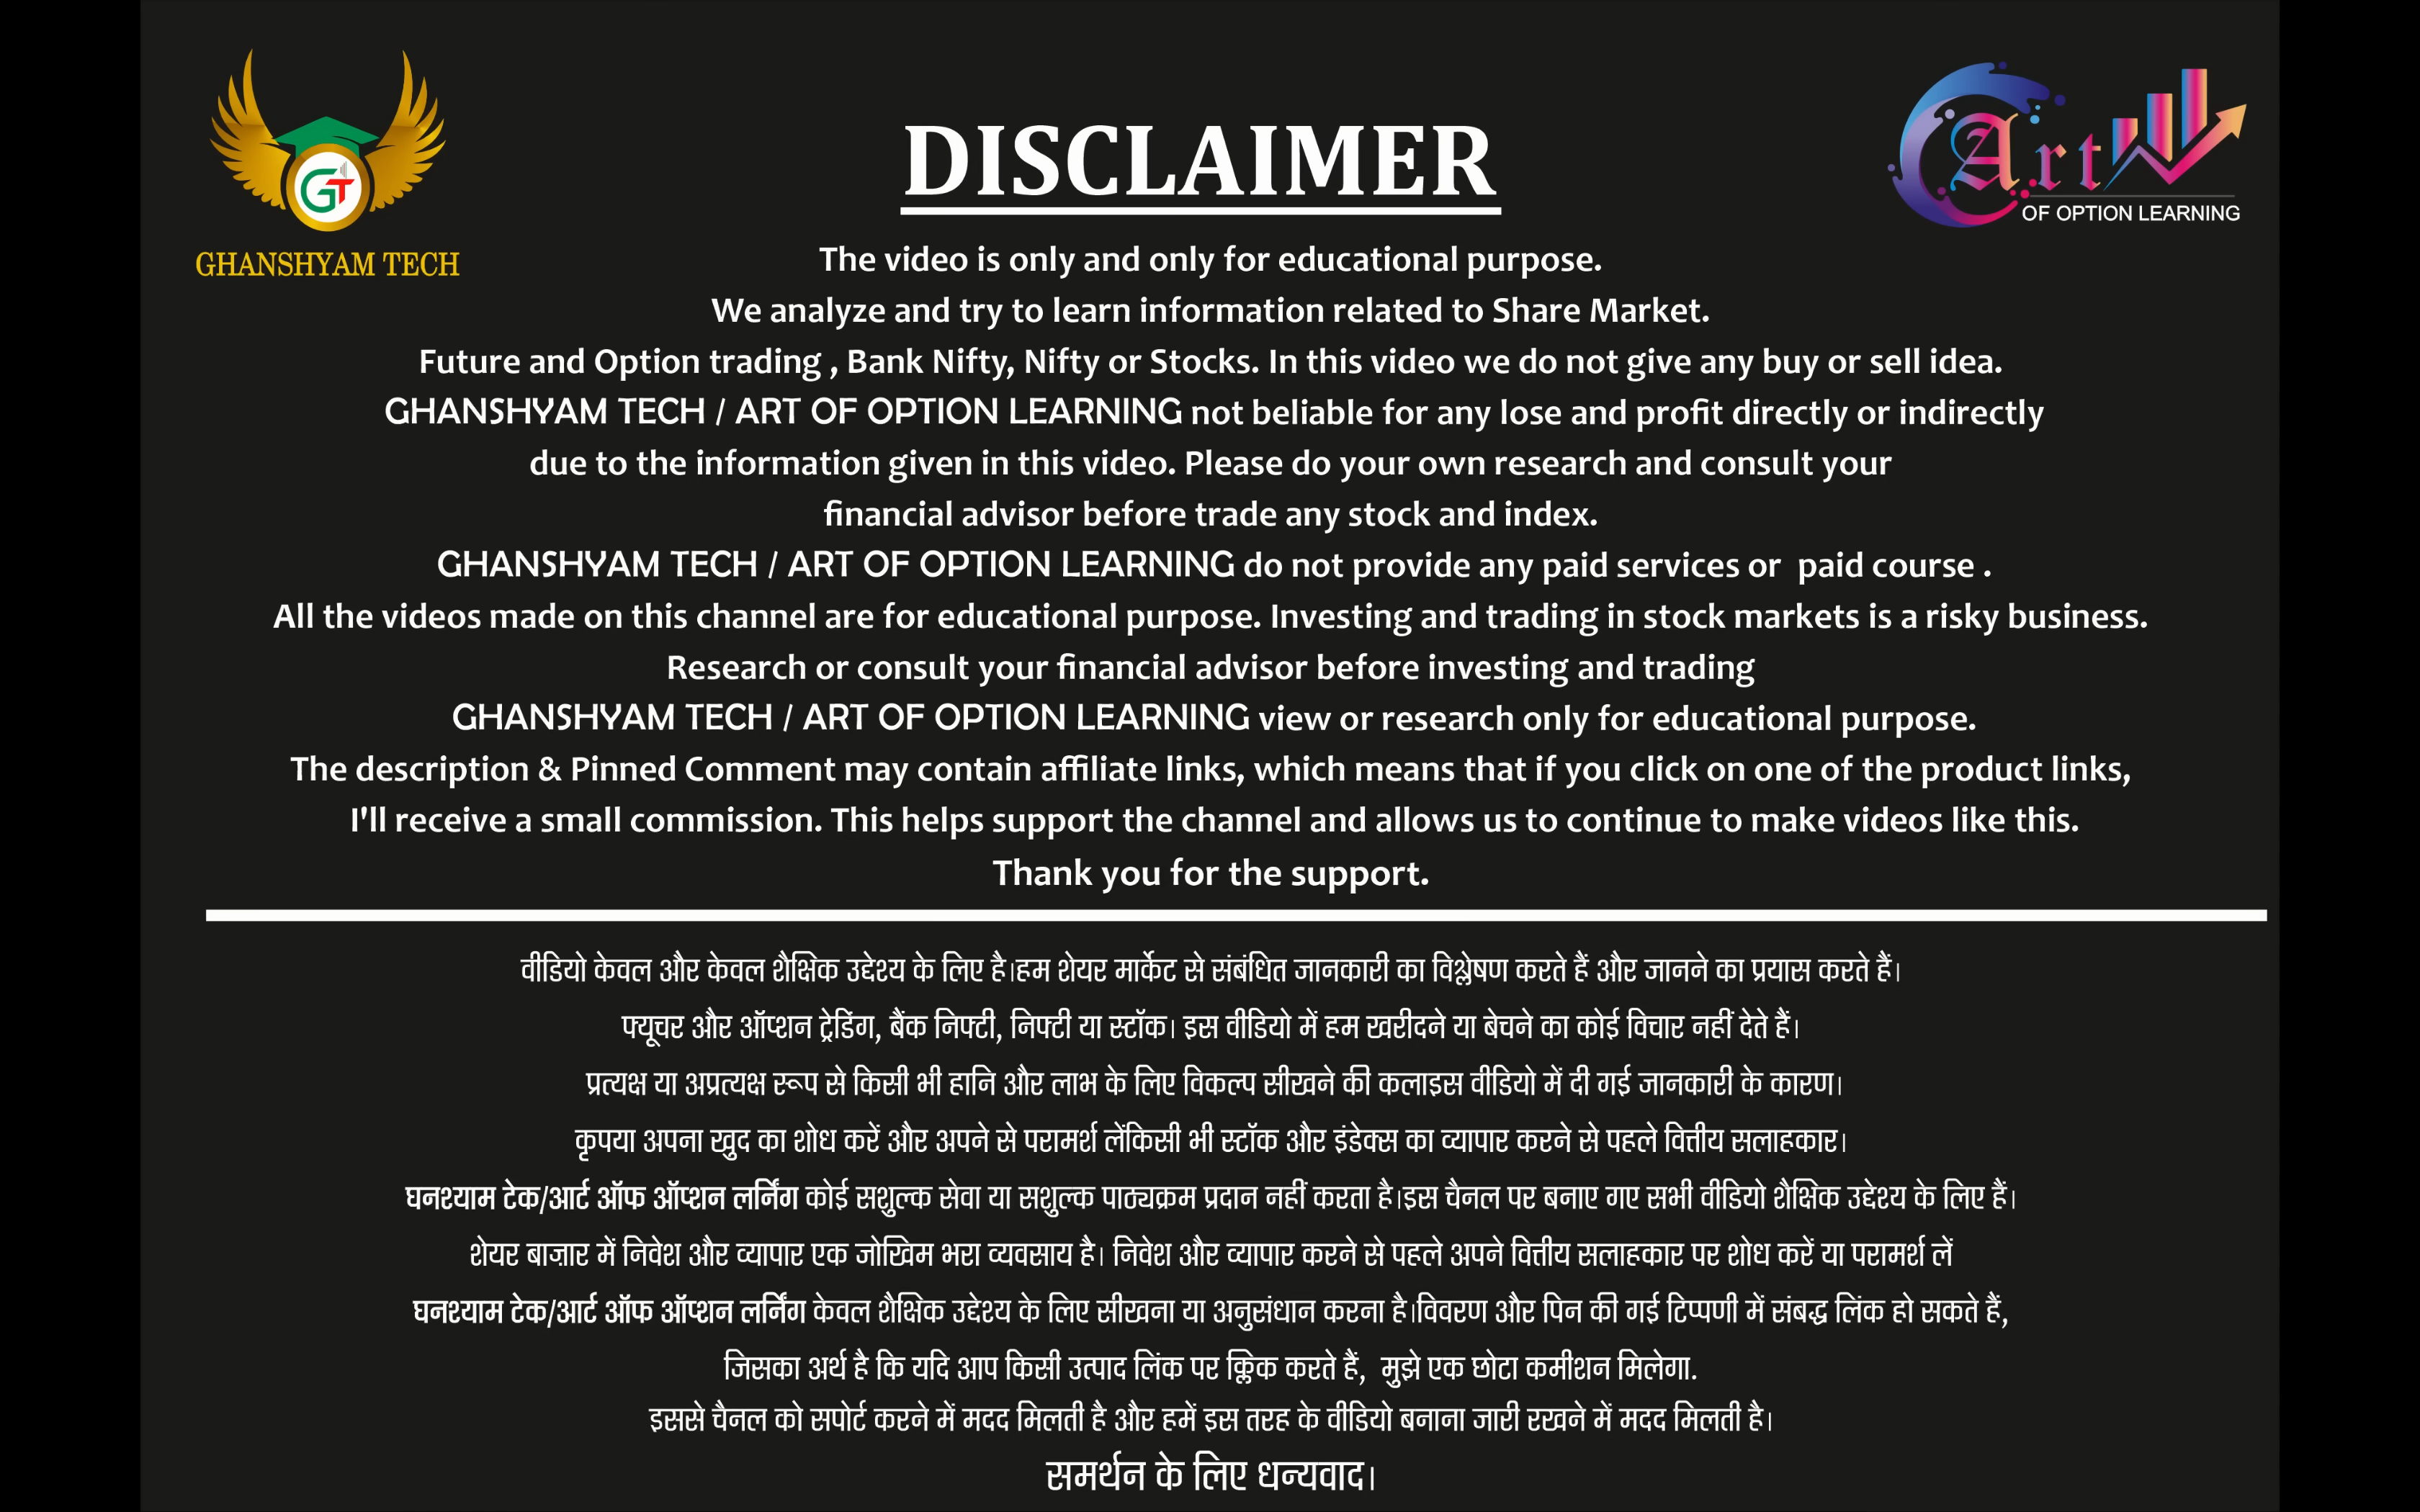 GT
GHANSHYAM TECH
DISCLAIMER
Art
OF OPTION LEARNING
The video is only and only for educational purpose.
We analyze and try to learn information related to Share Market.
Future and Option trading , Bank Nifty, Nifty or Stocks. In this video we do not give any buy or sell idea.
GHANSHYAM TECH / ART OF OPTION LEARNING not beliable for any lose and profit directly or indirectly
due to the information given in this video. Please do your own research and consult your
financial advisor before trade any stock and index.
GHANSHYAM TECH / ART OF OPTION LEARNING do not provide any paid services or paid course .
All the videos made on this channel are for educational purpose. Investing and trading in stock markets is a risky business.
Research or consult your financial advisor before investing and trading
GHANSHYAM TECH / ART OF OPTION LEARNING view or research only for educational purpose.
The description & Pinned Comment may contain affiliate links, which means that if you click on one of the product links,
I'll receive a small commission. This helps support the channel and allows us to continue to make videos like this.
Thank you for the support.
वीडियो केवल और केवल शैक्षिक उद्देश्य के लिए है।हम शेयर मार्केट से संबंधित जानकारी का विश्लेषण करते हैं और जानने का प्रयास करते हैं।
फ्यूचर और ऑप्शन ट्रेडिंग, बैंक निफ्टी, निफ्टी या स्टॉक। इस वीडियो में हम खरीदने या बेचने का कोई विचार नहीं देते हैं।
प्रत्यक्ष या अप्रत्यक्ष रूप से किसी भी हानि और लाभ के लिए विकल्प सीखने की कलाइस वीडियो में दी गई जानकारी के कारण।
कृपया अपना खुद का शोध करें और अपने से परामर्श लेंकिसी भी स्टॉक और इंडेक्स का व्यापार करने से पहले वित्तीय सलाहकार।
घनश्याम टेक/आर्ट ऑफ ऑप्शन लर्निंग कोई सशुल्क सेवा या सशुल्क पाठ्यक्रम प्रदान नहीं करता है।इस चैनल पर बनाए गए सभी वीडियो शैक्षिक उद्देश्य के लिए हैं।
शेयर बाज़ार में निवेश और व्यापार एक जोखिम भरा व्यवसाय है। निवेश और व्यापार करने से पहले अपने वित्तीय सलाहकार पर शोध करें या परामर्श लें
घनश्याम टेक/आर्ट ऑफ ऑप्शन लर्निंग केवल शैक्षिक उद्देश्य के लिए सीखना या अनुसंधान करना है।विवरण और पिन की गई टिप्पणी में संबद्ध लिंक हो सकते हैं,
जिसका अर्थ है कि यदि आप किसी उत्पाद लिंक पर क्लिक करते हैं, मुझे एक छोटा कमीशन मिलेगा.
इससे चैनल को सपोर्ट करने में मदद मिलती है और हमें इस तरह के वीडियो बनाना जारी रखने में मदद मिलती है।
समर्थन के लिए धन्यवाद।